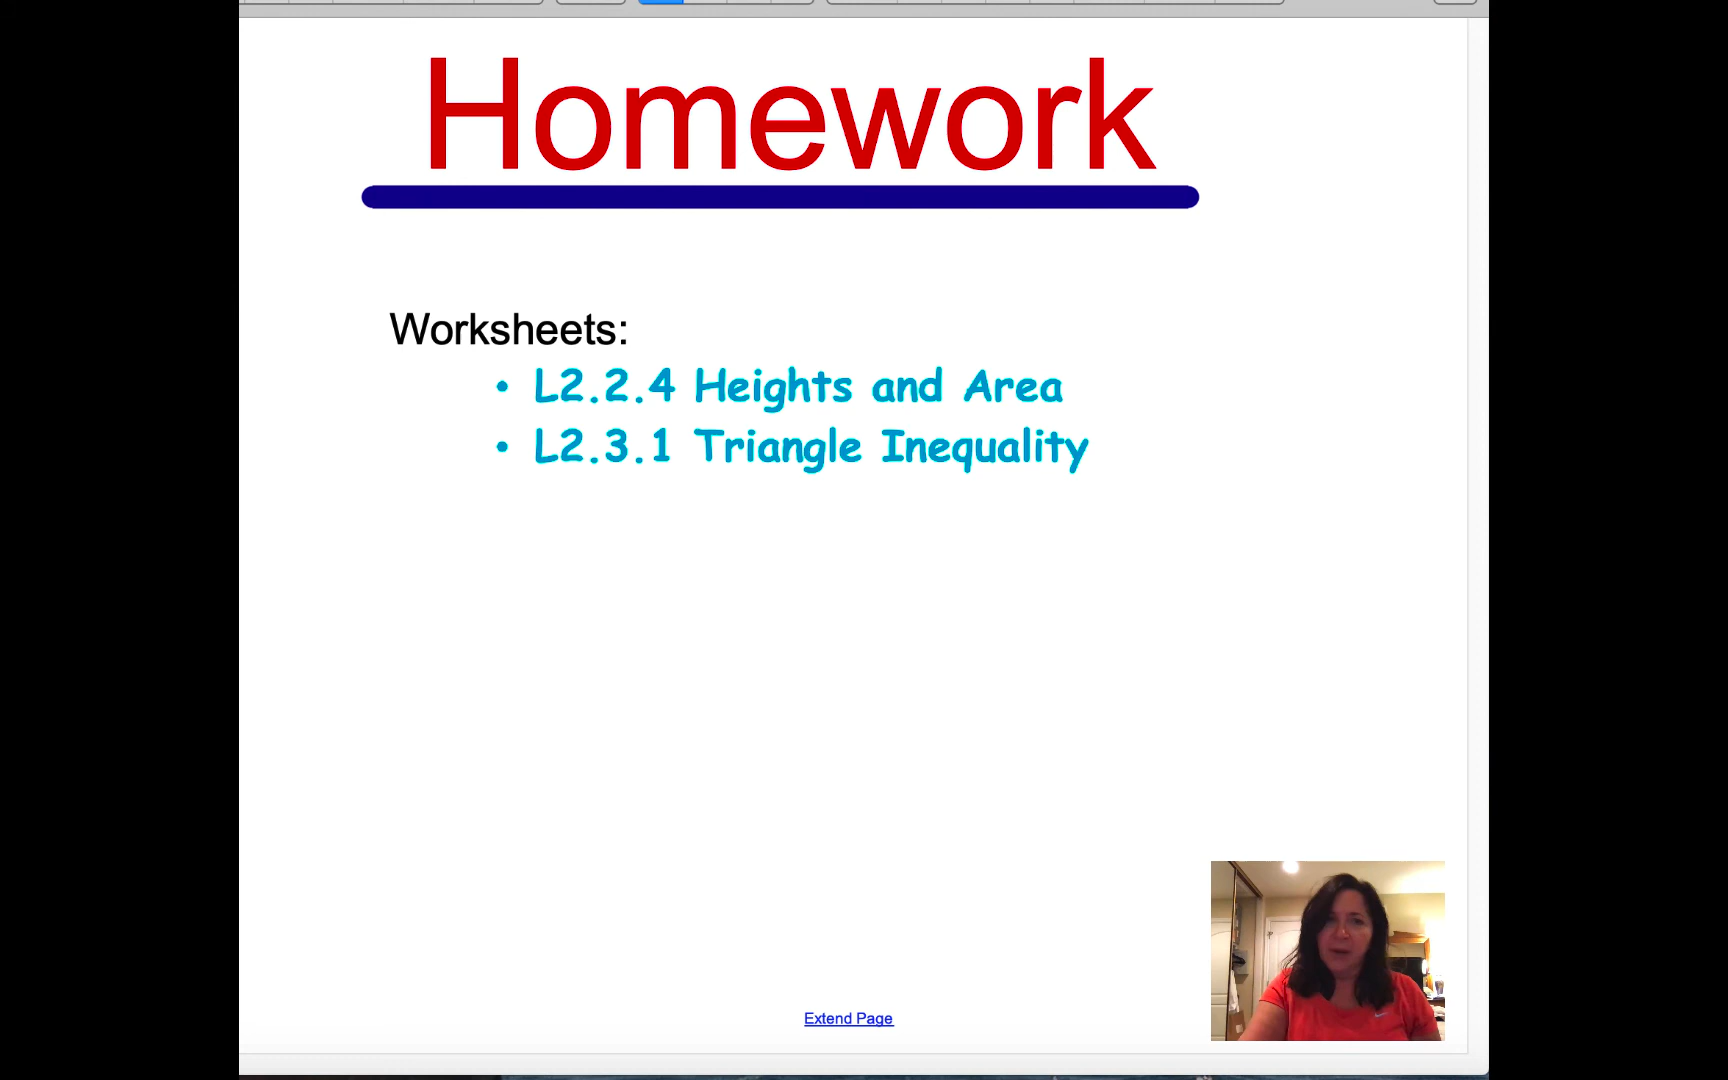 Homework
Worksheets:
• L2.2.4 Heights and Area
• L2.3.1 Triangle Inequality
Extend Page